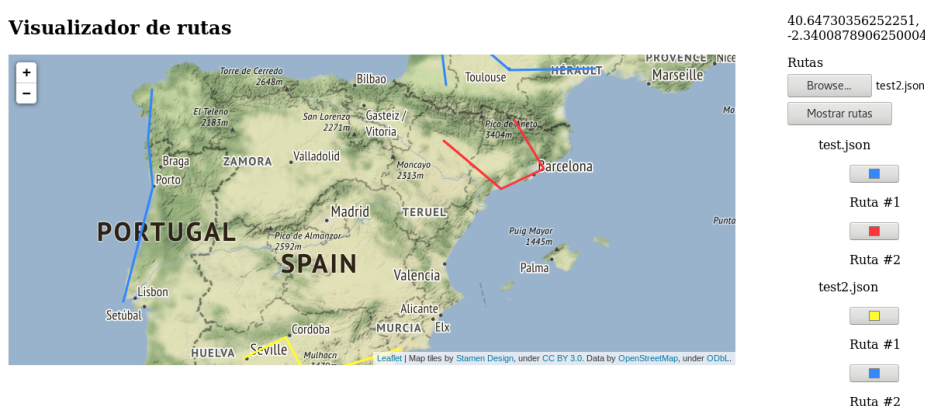 Visualizador de rutas
+
−
Torre de Cerredo
2648m
Bilbao
Toulouse
HÉRAULT
PROVENCE
Nice
Marseille
El Teleno
2183m
San Lorenzo
2271m
Gasteiz /
Vitoria
Pico de Aneto
3404m
Braga
ZAMORA
Valladolid
Moncayo
2313m
Barcelona
Porto
Madrid
TERUEL
PORTUGAL
Pico de Almanzor
2592m
Puig Mayor
1445m
SPAIN
Valencia
Palma
Lisbon
Setúbal
Alicante
Elx
Cordoba
MURCIA
HUELVA
Seville
Mulhacn
Leaflet | Map tiles by Stamen Design, under CC BY 3.0. Data by OpenStreetMap, under ODbL.
40.64730356252251,
-2.3400878906250004
Rutas
Browse... test2.json
Mostrar rutas
test.json
Ruta #1
Ruta #2
test2.json
Ruta #1
Ruta #2